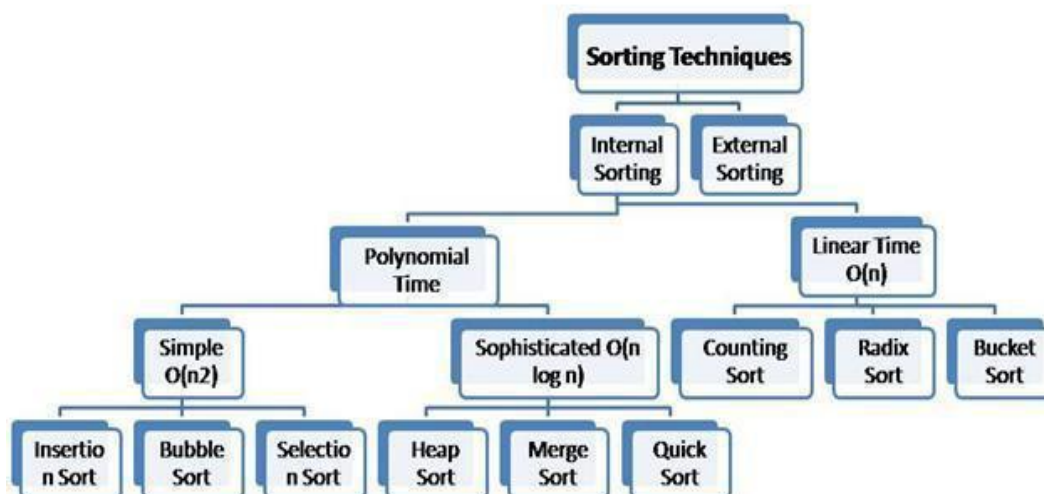 Sorting Techniques
Internal
Sorting
External
Sorting
Polynomial
Time
Linear Time
O(n)
Simple
O(n2)
Sophisticated O(n
log n)
Counting
Sort
Radix
Sort
Bucket
Sort
Insertio
n Sort
Bubble
Sort
Selectio
n Sort
Heap
Sort
Merge
Sort
Quick
Sort